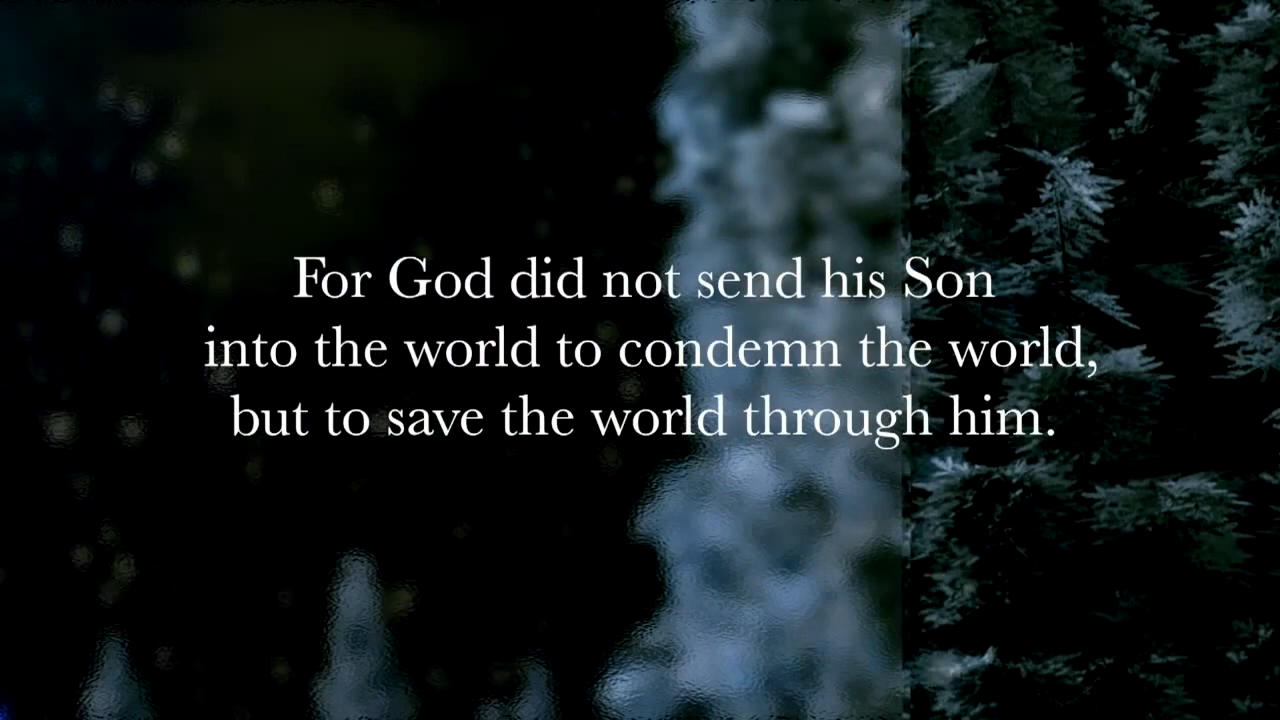 For God did not send his Son
into the world to condemn the world,
but to save the world through him.